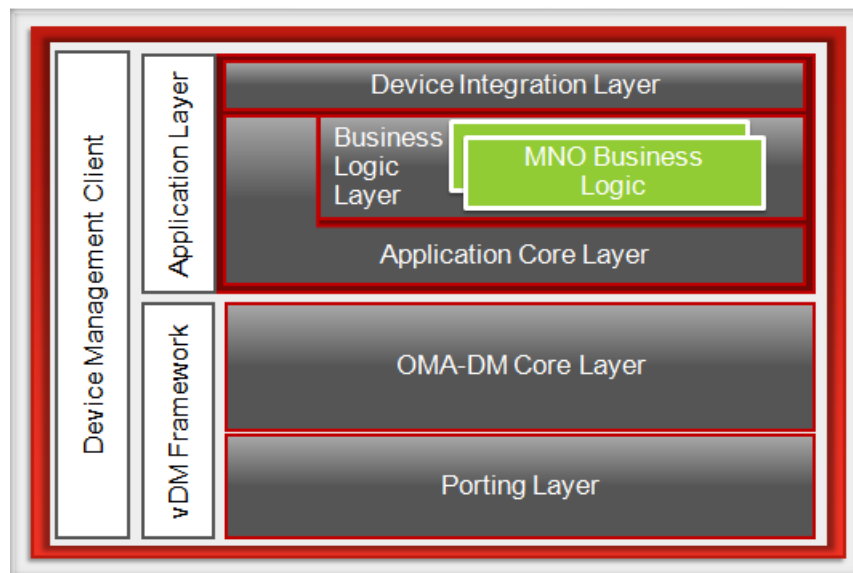 Device Management Client
Application Layer
Device Integration Layer
Business
Logic
Layer
MNO Business
Logic
Application Core Layer
vDM Framework
OMA-DM Core Layer
Porting Layer